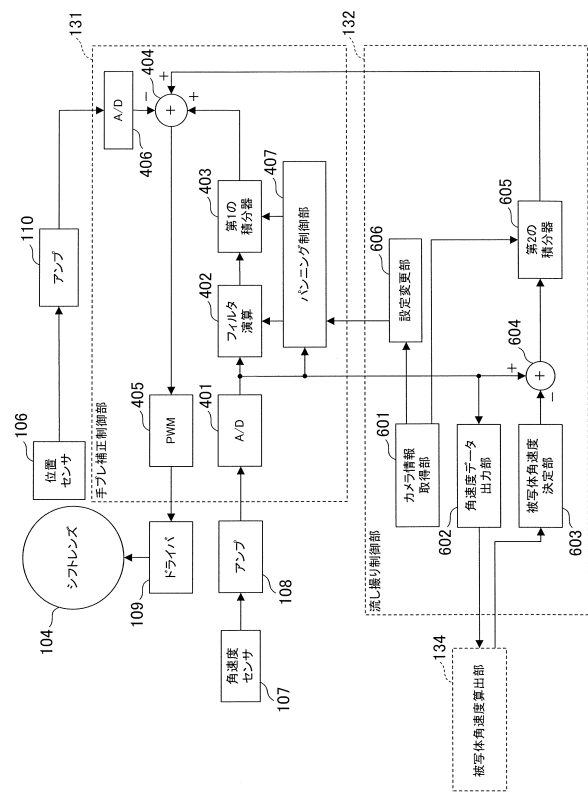 131
手ブレ補正制御部
106
位置
センサ
110
アンプ
A/D
406
404
+
−
+
+
104
シフトレンズ
109
ドライバ
405
PWM
403
第1の
積分器
402
フィルタ
演算
407
パンニング制御部
401
A/D
108
アンプ
107
角速度
センサ
132
流し撮り制御部
606
設定変更部
601
カメラ情報
取得部
605
第2の
積分器
604
+
+
−
602
角速度データ
出力部
603
被写体角速度
決定部
134
被写体角速度算出部